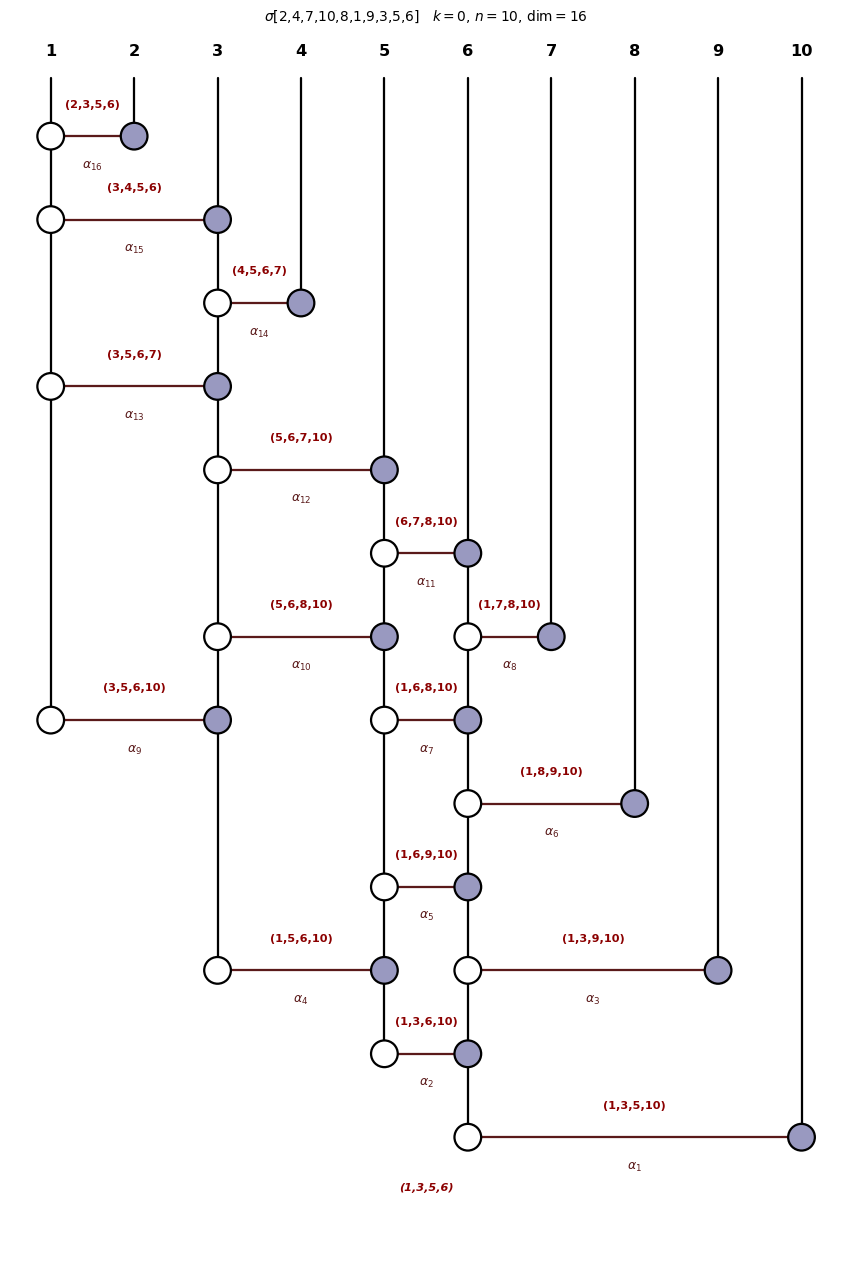 σ[2,4,7,10,8,1,9,3,5,6] k=0, n=10, dim=16
1 2 3 4 5 6 7 8 9 10
(2,3,5,6)
α16
(3,4,5,6)
α15
(4,5,6,7)
α14
(3,5,6,7)
α13
(5,6,7,10)
α12
(6,7,8,10)
α11
(5,6,8,10) (1,7,8,10)
α10 α8
(3,5,6,10) (1,6,8,10)
α9 α7
(1,8,9,10)
α6
(1,6,9,10)
α5
(1,5,6,10) (1,3,9,10)
α4 α3
(1,3,6,10)
α2
(1,3,5,10)
α1
(1,3,5,6)